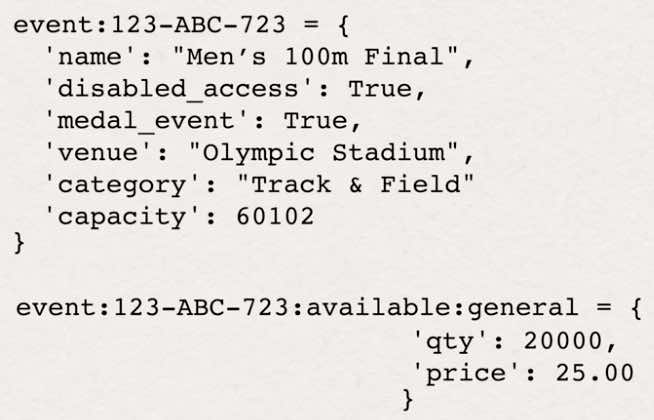 event:123-ABC-723 = {
'name': "Men’s 100m Final",
'disabled_access': True,
'medal_event': True,
'venue': "Olympic Stadium",
'category': "Track & Field"
'capacity': 60102
}
event:123-ABC-723:available:general = {
'qty': 20000,
'price': 25.00
}